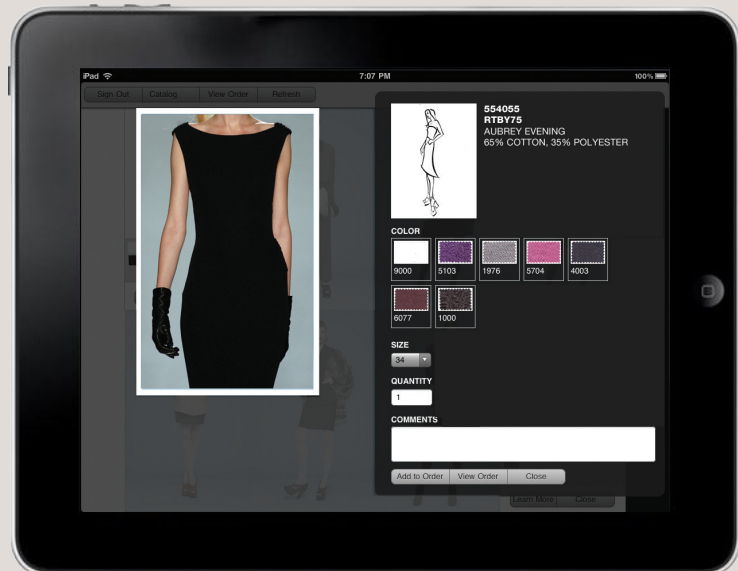 iPad 7:07 PM 100%
Sign Out Catalog View Order Refresh
554055
RTBY75
AUBREY EVENING
65% COTTON, 35% POLYESTER
COLOR
9000 5103 1976 5704 4003
6077 1000
SIZE
34
QUANTITY
1
COMMENTS
Add to Order View Order Close
Learn More Close